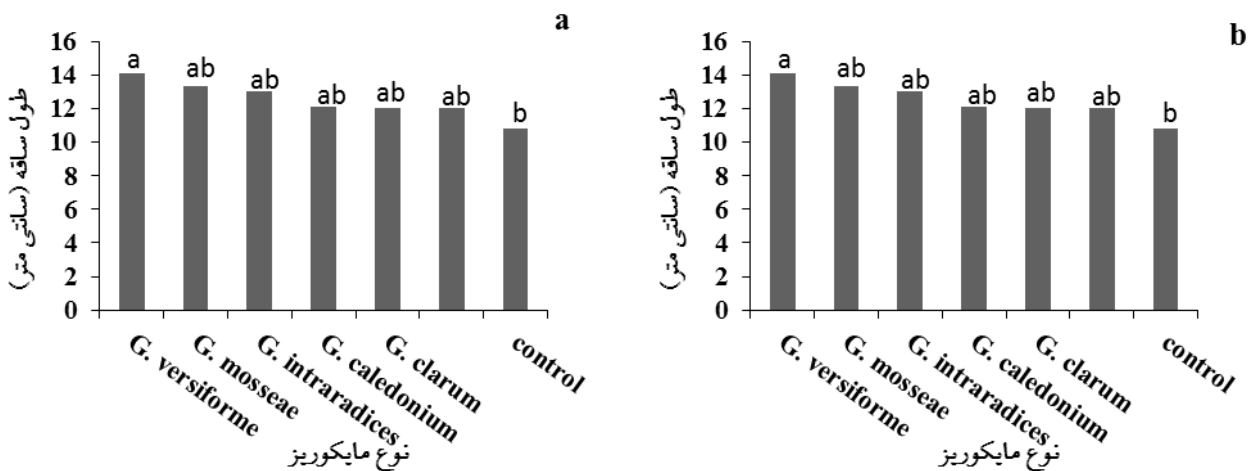 a
طول ساقه (سانتی متر)
16
14
12
10
8
6
4
2
0
a
ab
ab
ab
ab
ab
b
G. versiforme
G. mosseae
G. intraradices
G. caledonium
G. clarum
control
نوع مایکوریز
b
طول ساقه (سانتی متر)
16
14
12
10
8
6
4
2
0
a
ab
ab
ab
ab
ab
b
G. versiforme
G. mosseae
G. intraradices
G. caledonium
G. clarum
control
نوع مایکوریز